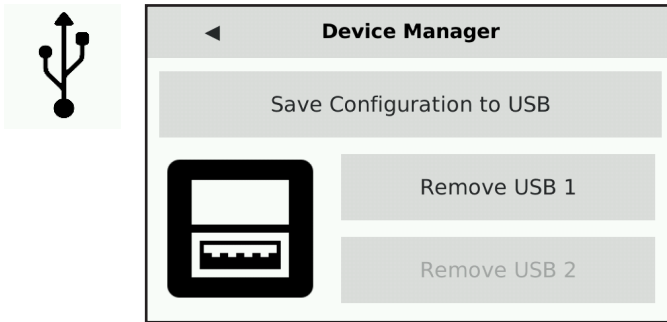 Device Manager
Save Configuration to USB
Remove USB 1
Remove USB 2